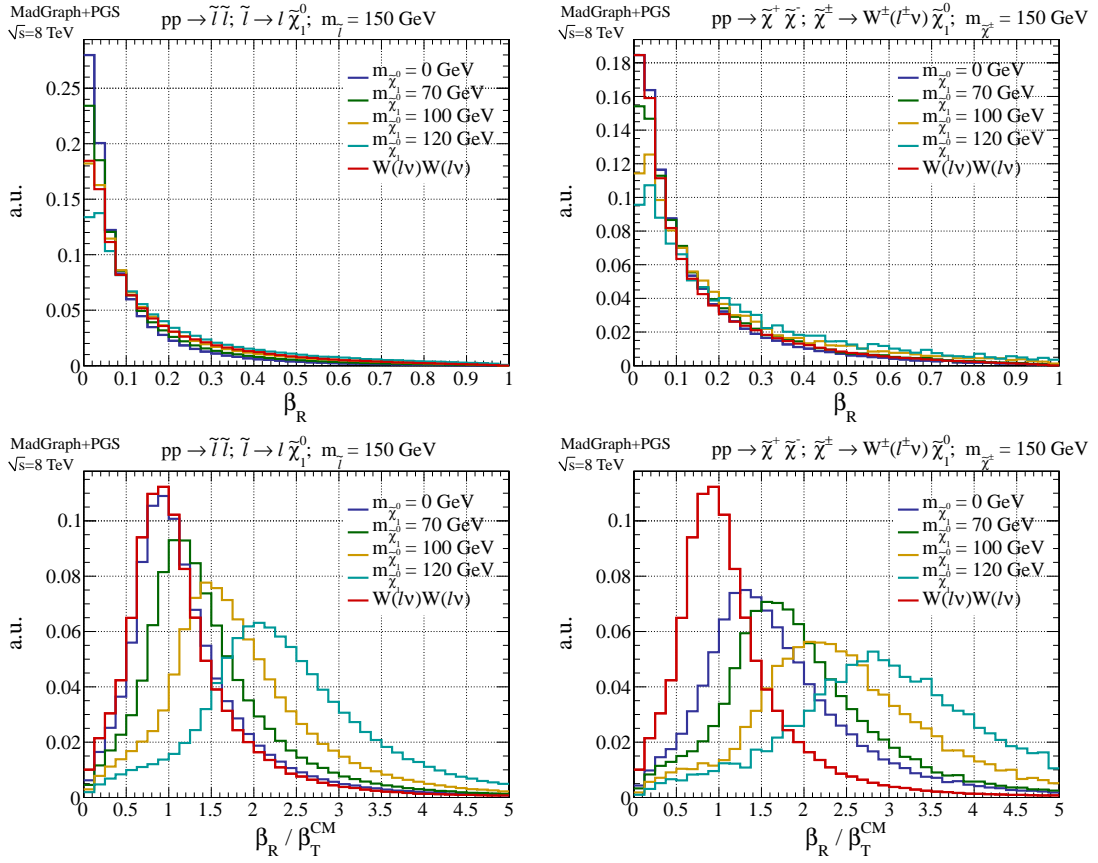 MadGraph+PGS
√s=8 TeV
pp → l̃ l̃; l̃ → l χ̃₁⁰; m_l̃ = 150 GeV
m_χ̃₁⁰ = 0 GeV
m_χ̃₁⁰ = 70 GeV
m_χ̃₁⁰ = 100 GeV
m_χ̃₁⁰ = 120 GeV
W(lν)W(lν)
a.u.
0.25
0.2
0.15
0.1
0.05
0
0 0.1 0.2 0.3 0.4 0.5 0.6 0.7 0.8 0.9 1
β_R
MadGraph+PGS
√s=8 TeV
pp → χ̃⁺ χ̃⁻; χ̃± → W±(l±ν) χ̃₁⁰; m_χ̃± = 150 GeV
m_χ̃₁⁰ = 0 GeV
m_χ̃₁⁰ = 70 GeV
m_χ̃₁⁰ = 100 GeV
m_χ̃₁⁰ = 120 GeV
W(lν)W(lν)
a.u.
0.18
0.16
0.14
0.12
0.1
0.08
0.06
0.04
0.02
0
0 0.1 0.2 0.3 0.4 0.5 0.6 0.7 0.8 0.9 1
β_R
MadGraph+PGS
√s=8 TeV
pp → l̃ l̃; l̃ → l χ̃₁⁰; m_l̃ = 150 GeV
m_χ̃₁⁰ = 0 GeV
m_χ̃₁⁰ = 70 GeV
m_χ̃₁⁰ = 100 GeV
m_χ̃₁⁰ = 120 GeV
W(lν)W(lν)
a.u.
0.1
0.08
0.06
0.04
0.02
0
0 0.5 1 1.5 2 2.5 3 3.5 4 4.5 5
β_R / β_T^CM
MadGraph+PGS
√s=8 TeV
pp → χ̃⁺ χ̃⁻; χ̃± → W±(l±ν) χ̃₁⁰; m_χ̃± = 150 GeV
m_χ̃₁⁰ = 0 GeV
m_χ̃₁⁰ = 70 GeV
m_χ̃₁⁰ = 100 GeV
m_χ̃₁⁰ = 120 GeV
W(lν)W(lν)
a.u.
0.1
0.08
0.06
0.04
0.02
0
0 0.5 1 1.5 2 2.5 3 3.5 4 4.5 5
β_R / β_T^CM